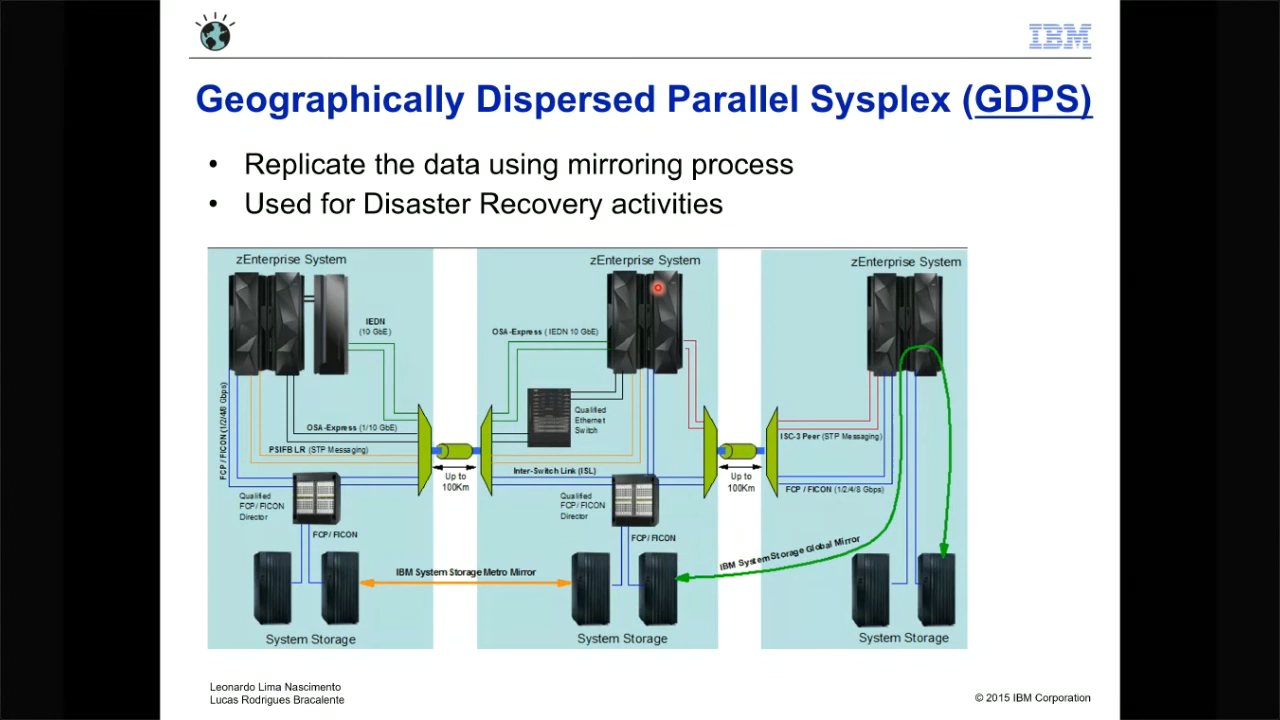 IBM
Geographically Dispersed Parallel Sysplex (GDPS)
• Replicate the data using mirroring process
• Used for Disaster Recovery activities
zEnterprise System
zEnterprise System
zEnterprise System
IEDN
(10 GbE)
OSA-Express ( IEDN 10 GbE)
FCP / FICON (1/2/4/8 Gbps)
OSA-Express (1/10 GbE)
PSIFB LR (STP Messaging)
Qualified
Ethernet
Switch
Inter-Switch Link (ISL)
ISC-3 Peer (STP Messaging)
Up to
100Km
Up to
100Km
FCP / FICON (1/2/4/8 Gbps)
Qualified
FCP/ FICON
Director
Qualified
FCP/ FICON
Director
FCP/ FICON
FCP/ FICON
IBM System Storage Metro Mirror
IBM System Storage Global Mirror
System Storage
System Storage
System Storage
Leonardo Lima Nascimento
Lucas Rodrigues Bracalente
© 2015 IBM Corporation